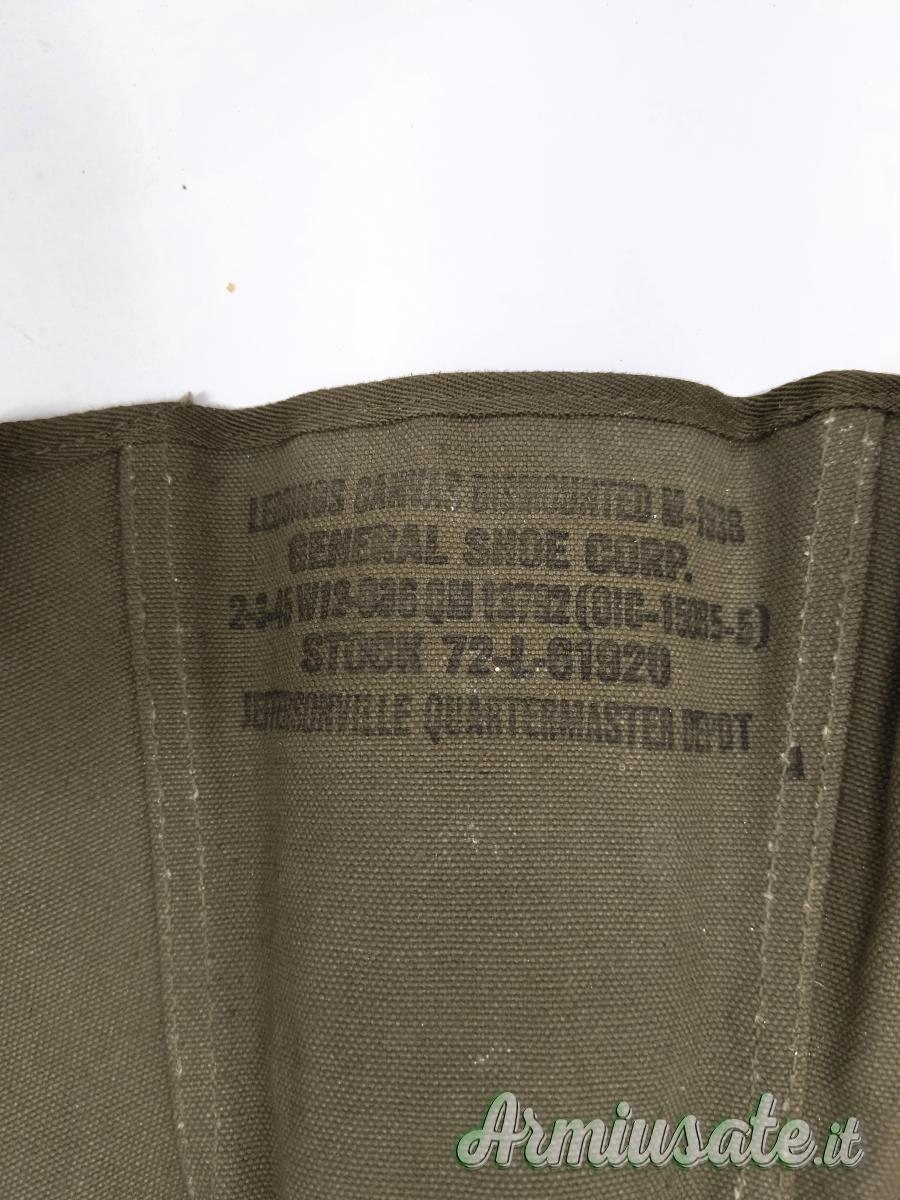 LEGGINGS CANVAS DISMOUNTED M-1938
GENERAL SHOE CORP.
STOCK 72-L-61920
JEFFERSONVILLE QUARTERMASTER DEPOT
A
Armiusate.it